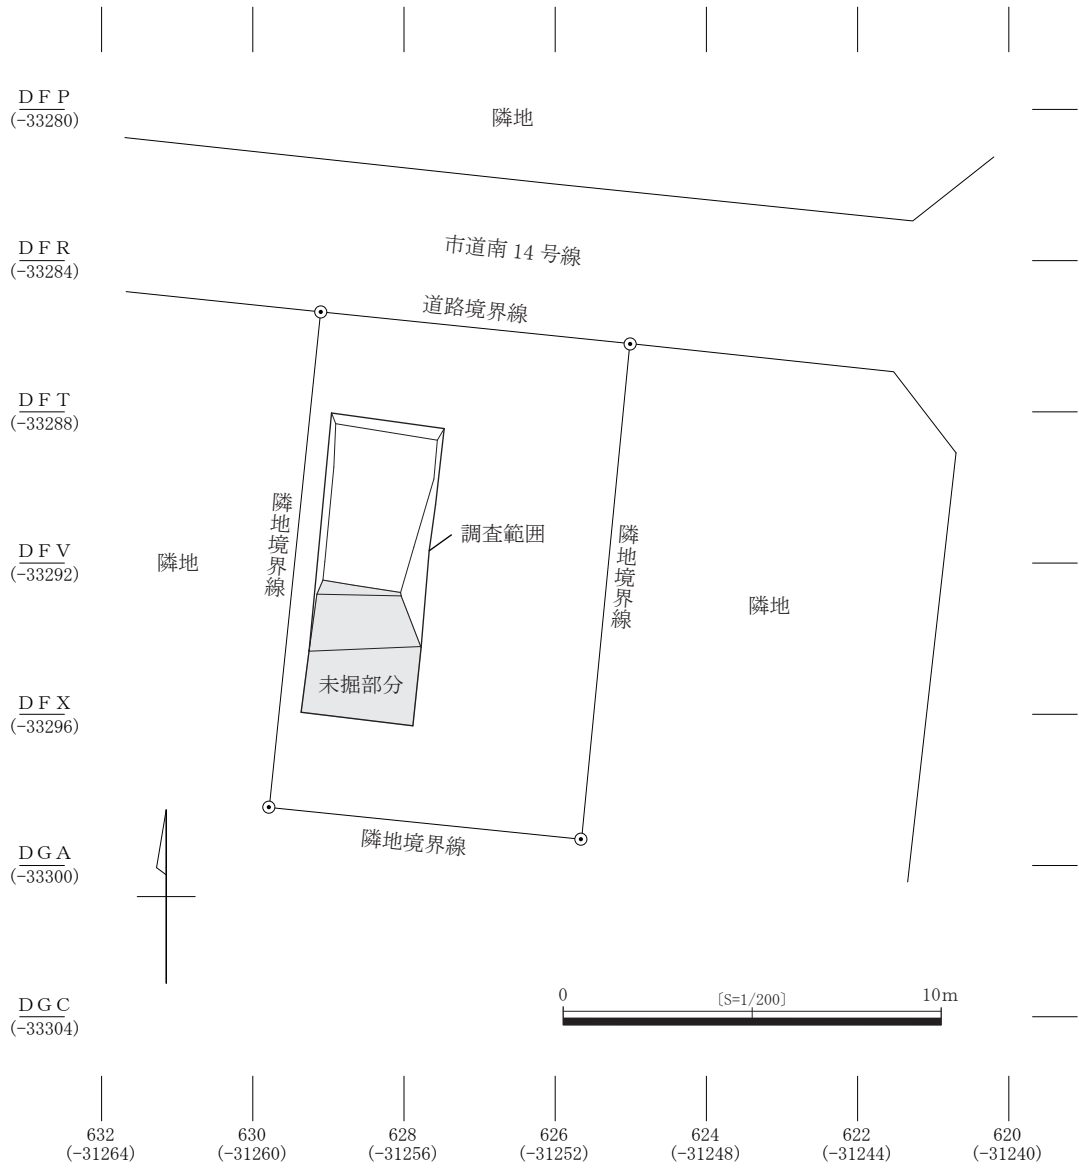 DFP
(-33280)
隣地
DFR
(-33284)
市道南 14 号線
道路境界線
DFT
(-33288)
隣地境界線
調査範囲
隣地境界線
DFV
(-33292)
隣地
隣地
DFX
(-33296)
未掘部分
隣地境界線
DGA
(-33300)
DGC
(-33304)
0
〔S=1/200〕
10m
632
(-31264)
630
(-31260)
628
(-31256)
626
(-31252)
624
(-31248)
622
(-31244)
620
(-31240)